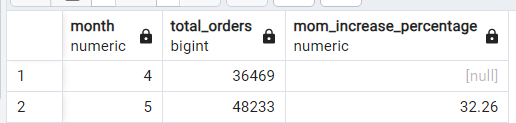 month total_orders mom_increase_percentage
numeric bigint numeric
1 4 36469 [null]
2 5 48233 32.26